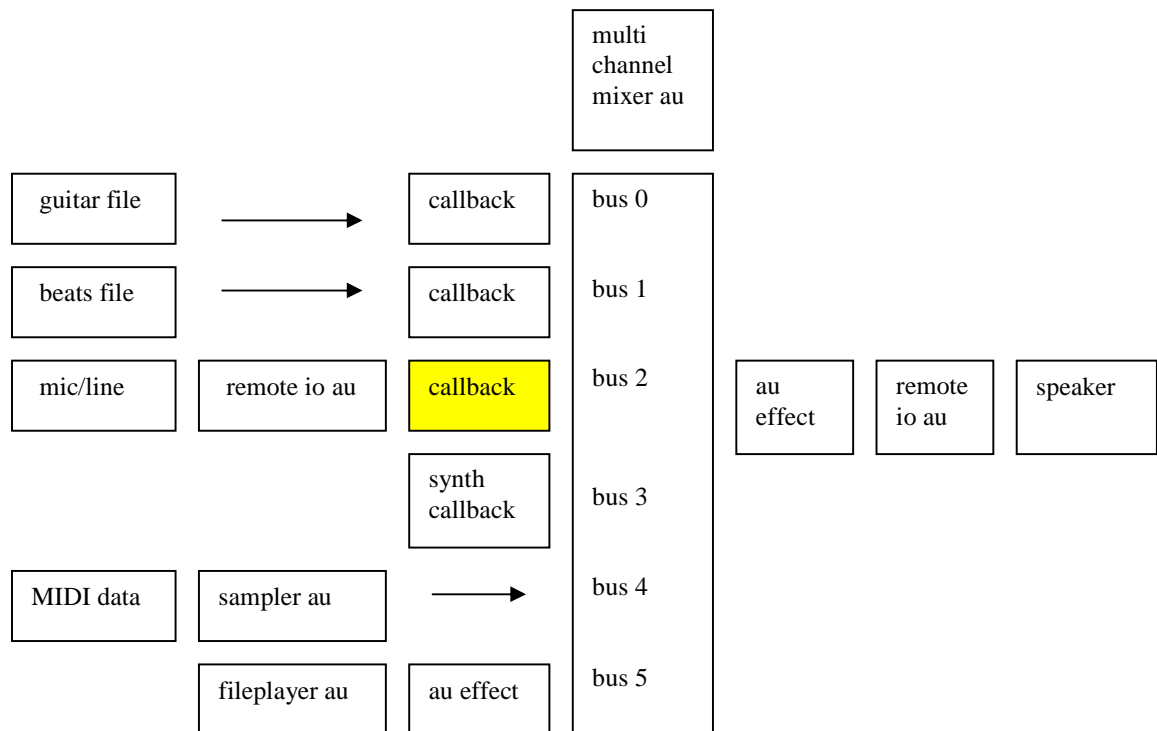 multi
channel
mixer au
guitar file
callback
bus 0
beats file
callback
bus 1
mic/line
remote io au
callback
bus 2
au
effect
remote
io au
speaker
synth
callback
bus 3
MIDI data
sampler au
bus 4
fileplayer au
au effect
bus 5